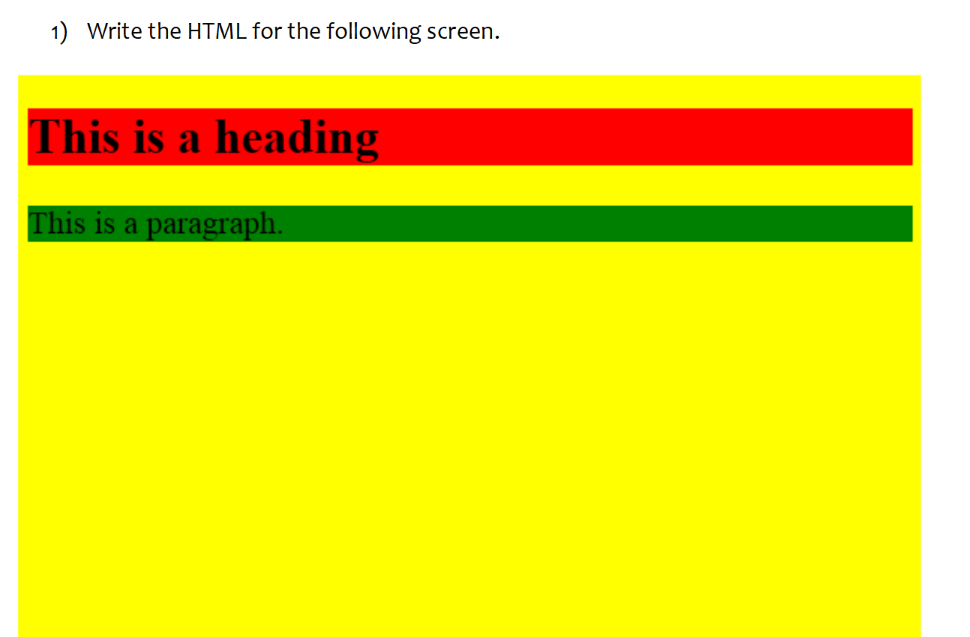 1) Write the HTML for the following screen.
This is a heading
This is a paragraph.